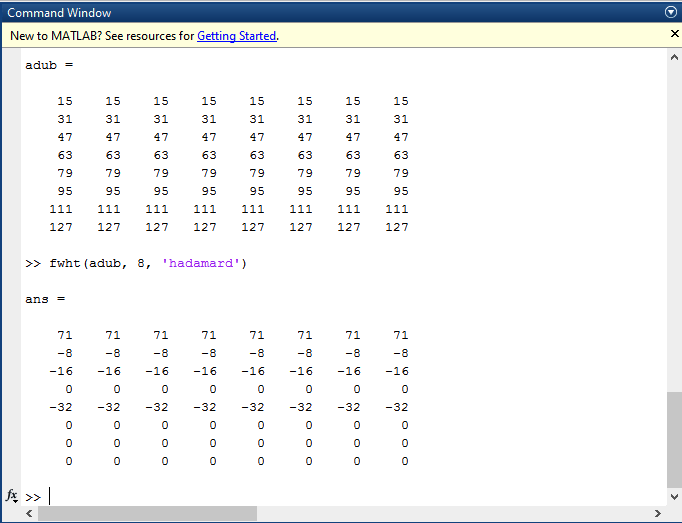 Command Window
New to MATLAB? See resources for Getting Started.
adub =
15 15 15 15 15 15 15 15
31 31 31 31 31 31 31 31
47 47 47 47 47 47 47 47
63 63 63 63 63 63 63 63
79 79 79 79 79 79 79 79
95 95 95 95 95 95 95 95
111 111 111 111 111 111 111 111
127 127 127 127 127 127 127 127
>> fwht(adub, 8, 'hadamard')
ans =
71 71 71 71 71 71 71 71
-8 -8 -8 -8 -8 -8 -8 -8
-16 -16 -16 -16 -16 -16 -16 -16
0 0 0 0 0 0 0 0
-32 -32 -32 -32 -32 -32 -32 -32
0 0 0 0 0 0 0 0
0 0 0 0 0 0 0 0
0 0 0 0 0 0 0 0
fx >>